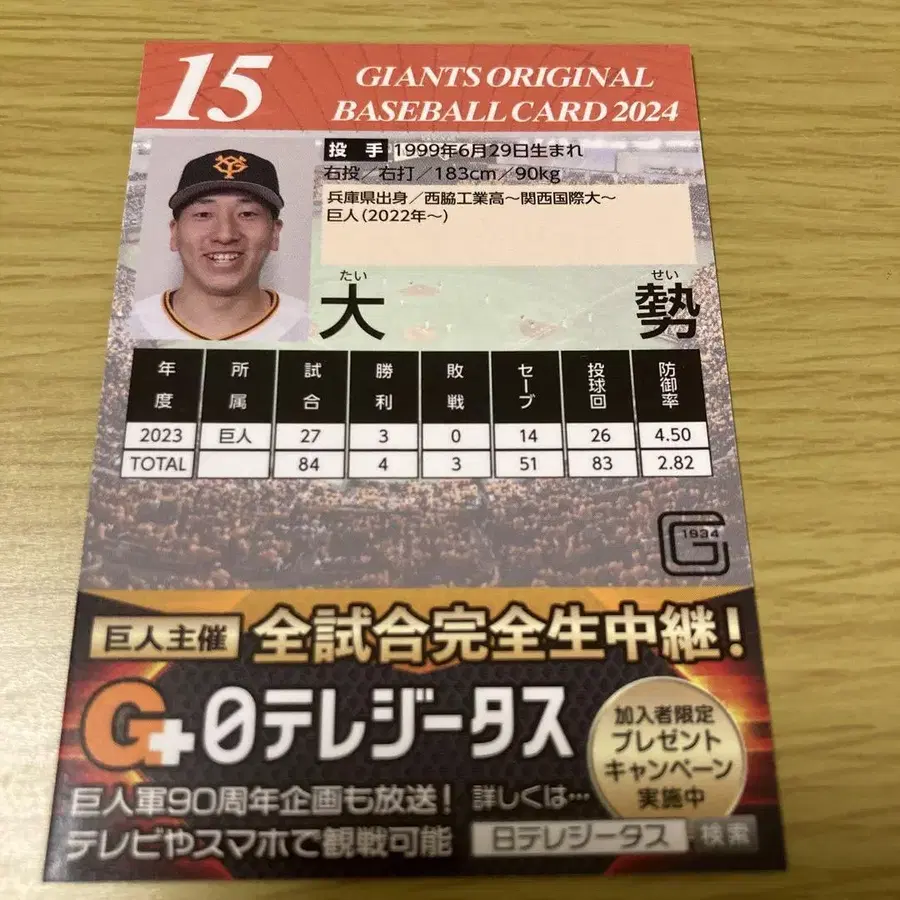 15
GIANTS ORIGINAL
BASEBALL CARD 2024
YG
投手 1999年6月29日生まれ
右投／右打／183cm／90kg
兵庫県出身／西脇工業高～関西国際大～
巨人(2022年～)
たい せい
大 勢
年度 所属 試合 勝利 敗戦 セーブ 投球回 防御率
2023 巨人 27 3 0 14 26 4.50
TOTAL 84 4 3 51 83 2.82
G 1934
巨人主催 全試合完全生中継!
G+日テレジータス
加入者限定
プレゼント
キャンペーン
実施中
巨人軍90周年企画も放送! 詳しくは…
テレビやスマホで観戦可能 日テレジータス 検索